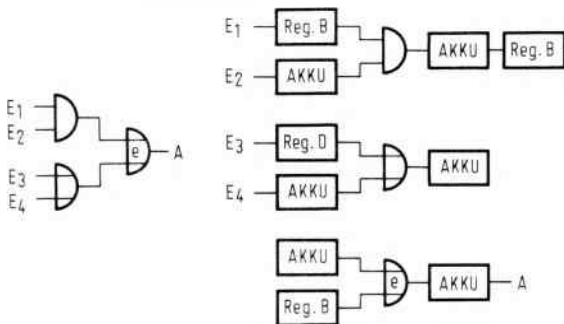 E1
E2
E3
E4
e
A
E1 Reg. B
E2 AKKU
AKKU Reg. B
E3 Reg. D
E4 AKKU
AKKU
AKKU
Reg. B
e
AKKU A